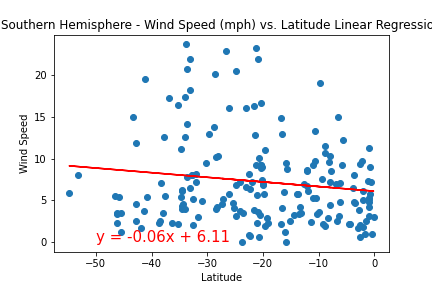 Southern Hemisphere - Wind Speed (mph) vs. Latitude Linear Regressio
Wind Speed
20
15
10
5
0
y = -0.06x + 6.11
−50
−40
−30
−20
−10
0
Latitude